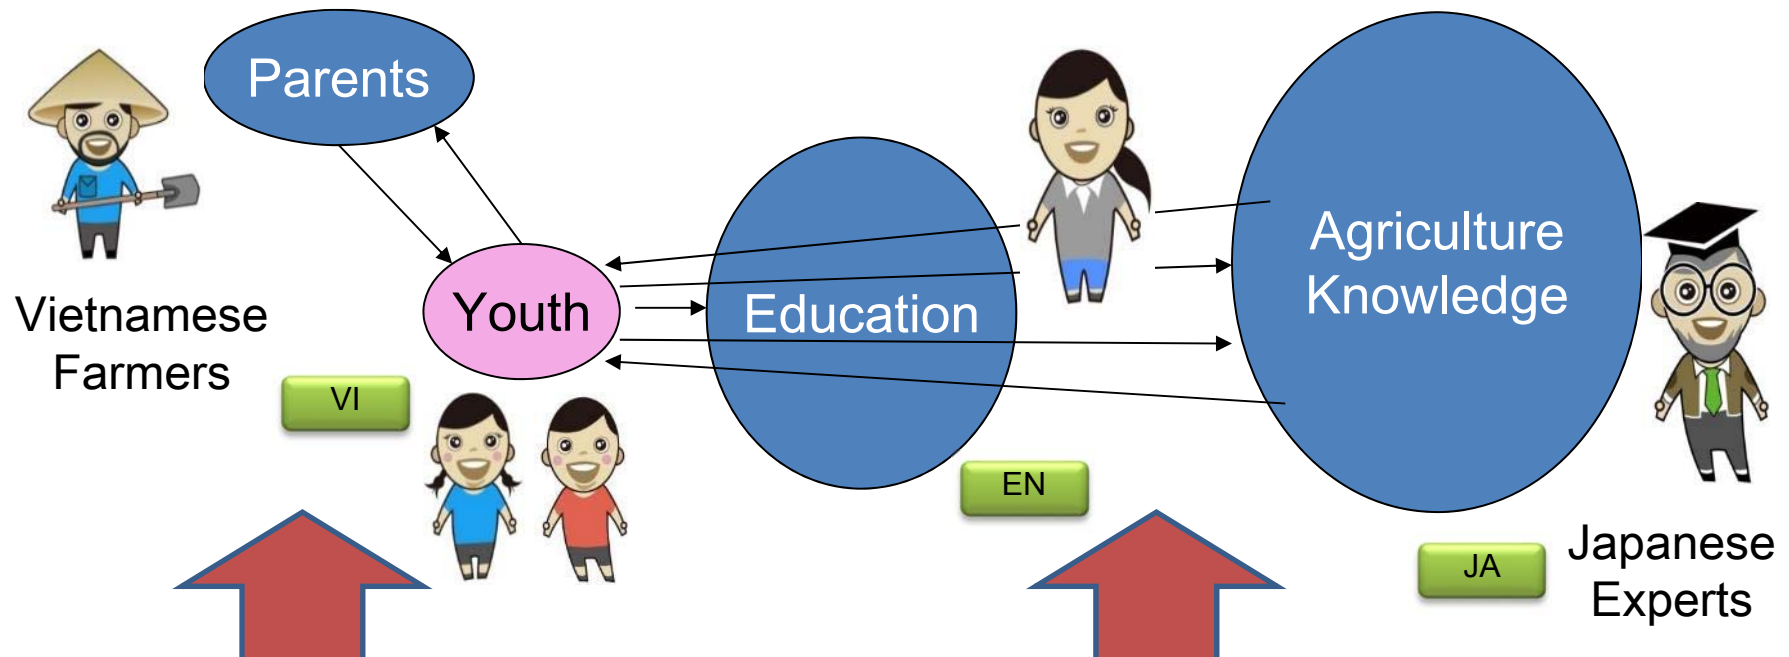 Parents
Vietnamese
Farmers
Youth
VI
Education
EN
Agriculture
Knowledge
JA
Japanese
Experts